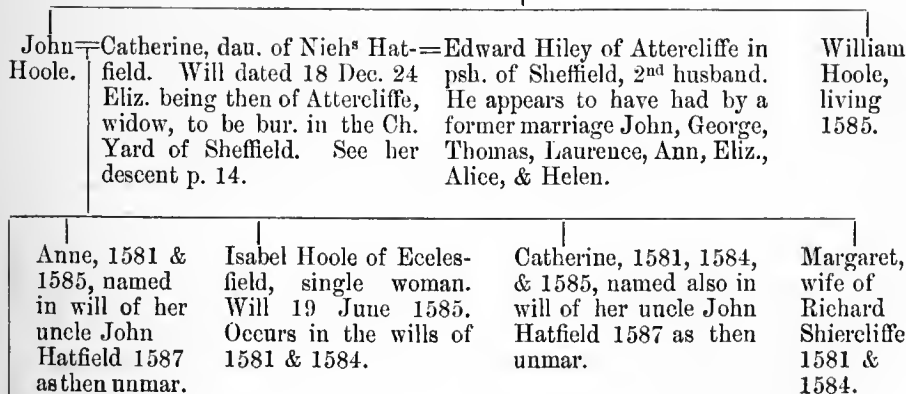 John=Catherine, dau. of Nichˢ Hat-=Edward Hiley of Attercliffe in William
Hoole. field. Will dated 18 Dec. 24 psh. of Sheffield, 2ⁿᵈ husband. Hoole,
Eliz. being then of Attercliffe, He appears to have had by a living
widow, to be bur. in the Ch. former marriage John, George, 1585.
Yard of Sheffield. See her Thomas, Laurence, Ann, Eliz.,
descent p. 14. Alice, & Helen.
Anne, 1581 & Isabel Hoole of Eccles- Catherine, 1581, 1584, Margaret,
1585, named field, single woman. & 1585, named also in wife of
in will of her Will 19 June 1585. will of her uncle John Richard
uncle John Occurs in the wills of Hatfield 1587 as then Shiercliffe
Hatfield 1587 1581 & 1584. unmar. 1581 &
as then unmar. 1584.